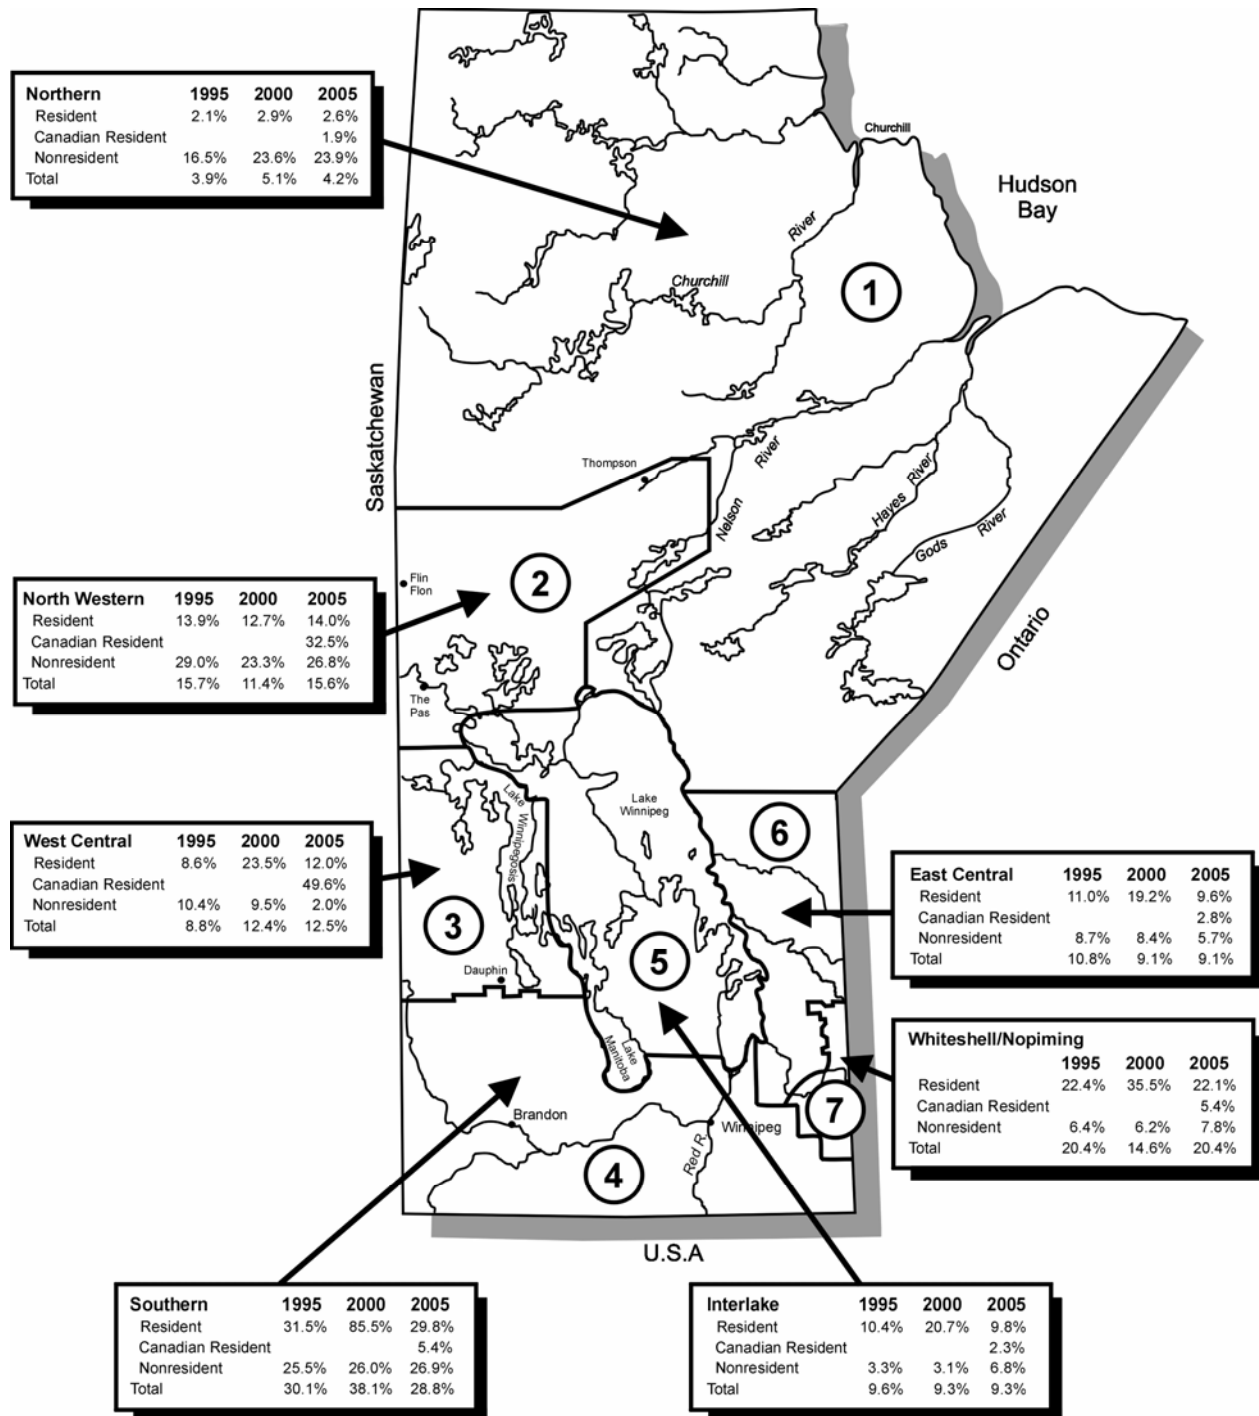 Northern 1995 2000 2005
Resident 2.1% 2.9% 2.6%
Canadian Resident 1.9%
Nonresident 16.5% 23.6% 23.9%
Total 3.9% 5.1% 4.2%
Churchill
Hudson
Bay
River
Churchill
1
Saskatchewan
Thompson
River
Nelson
Hayes River
Gods River
Ontario
2
Flin
Flon
North Western 1995 2000 2005
Resident 13.9% 12.7% 14.0%
Canadian Resident 32.5%
Nonresident 29.0% 23.3% 26.8%
Total 15.7% 11.4% 15.6%
The
Pas
Lake
Winnipegosis
Lake
Winnipeg
6
West Central 1995 2000 2005
Resident 8.6% 23.5% 12.0%
Canadian Resident 49.6%
Nonresident 10.4% 9.5% 2.0%
Total 8.8% 12.4% 12.5%
East Central 1995 2000 2005
Resident 11.0% 19.2% 9.6%
Canadian Resident 2.8%
Nonresident 8.7% 8.4% 5.7%
Total 10.8% 9.1% 9.1%
3
5
Dauphin
Lake
Manitoba
Whiteshell/Nopiming
1995 2000 2005
Resident 22.4% 35.5% 22.1%
Canadian Resident 5.4%
Nonresident 6.4% 6.2% 7.8%
Total 20.4% 14.6% 20.4%
7
Brandon
Winnipeg
Red R.
4
U.S.A
Southern 1995 2000 2005
Resident 31.5% 85.5% 29.8%
Canadian Resident 5.4%
Nonresident 25.5% 26.0% 26.9%
Total 30.1% 38.1% 28.8%
Interlake 1995 2000 2005
Resident 10.4% 20.7% 9.8%
Canadian Resident 2.3%
Nonresident 3.3% 3.1% 6.8%
Total 9.6% 9.3% 9.3%